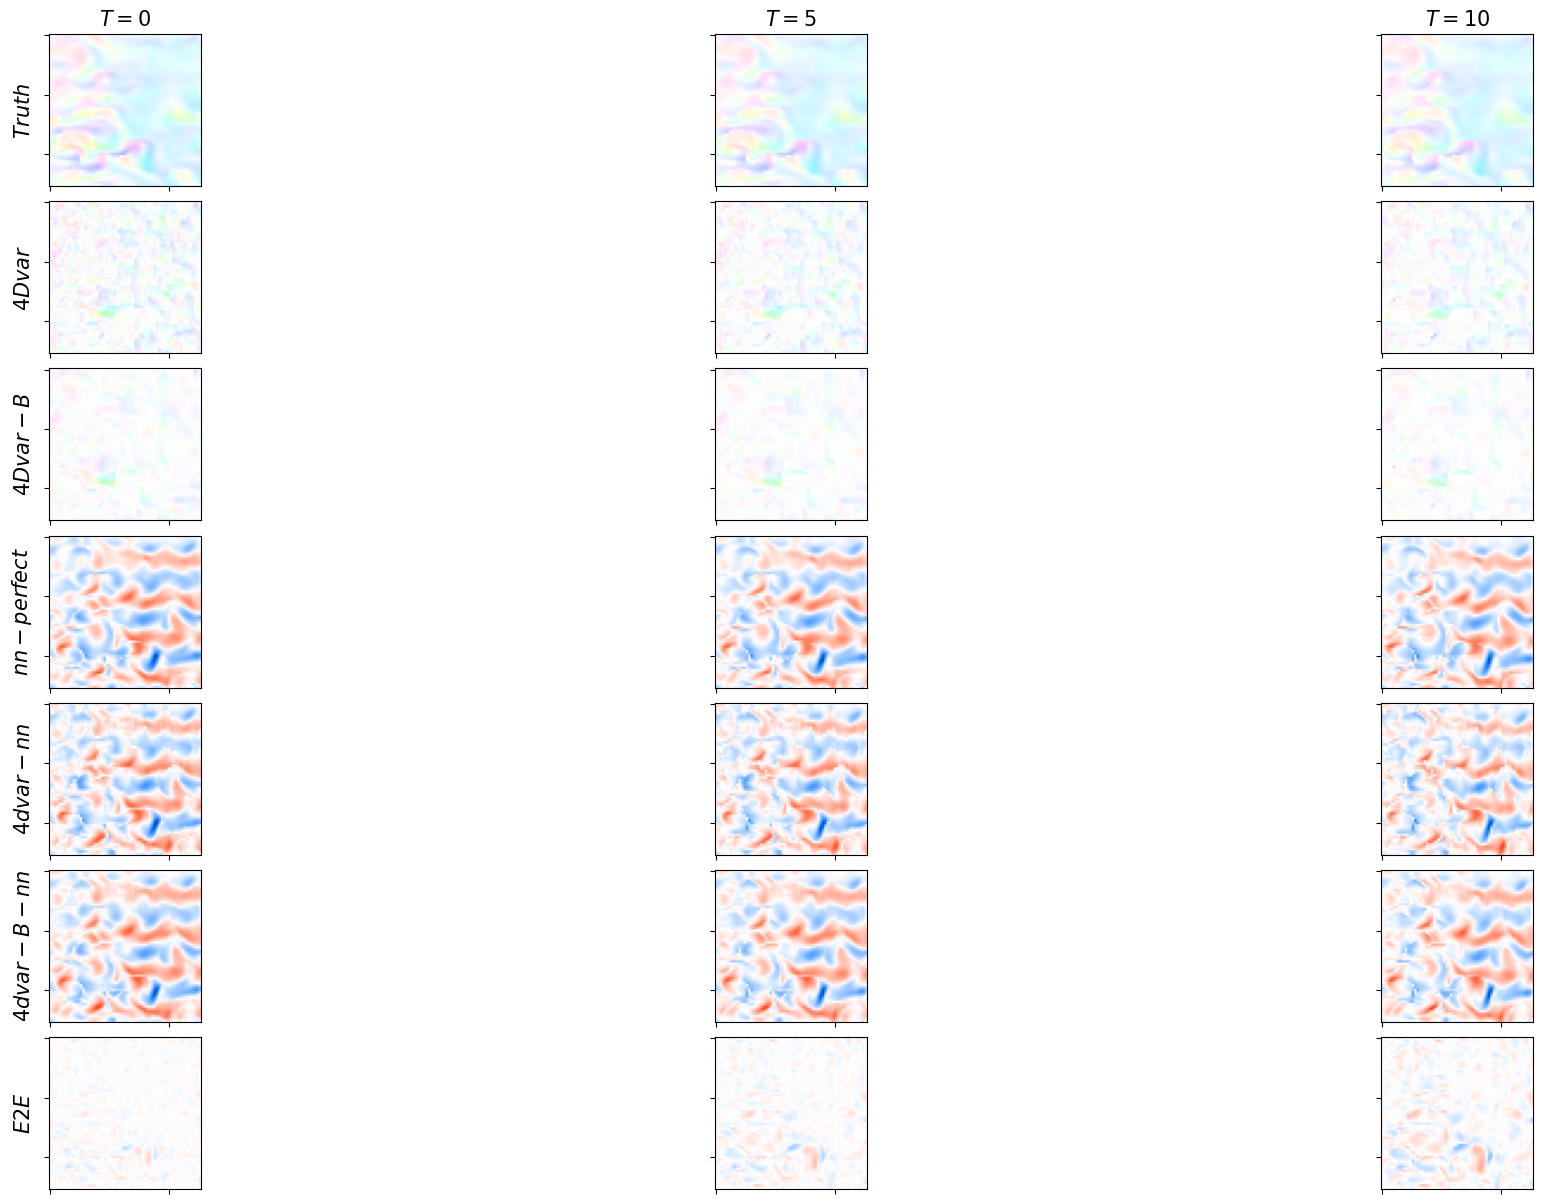 T = 0
T = 5
T = 10
Truth
4Dvar
4Dvar − B
nn − perfect
4dvar − nn
4dvar − B − nn
E2E